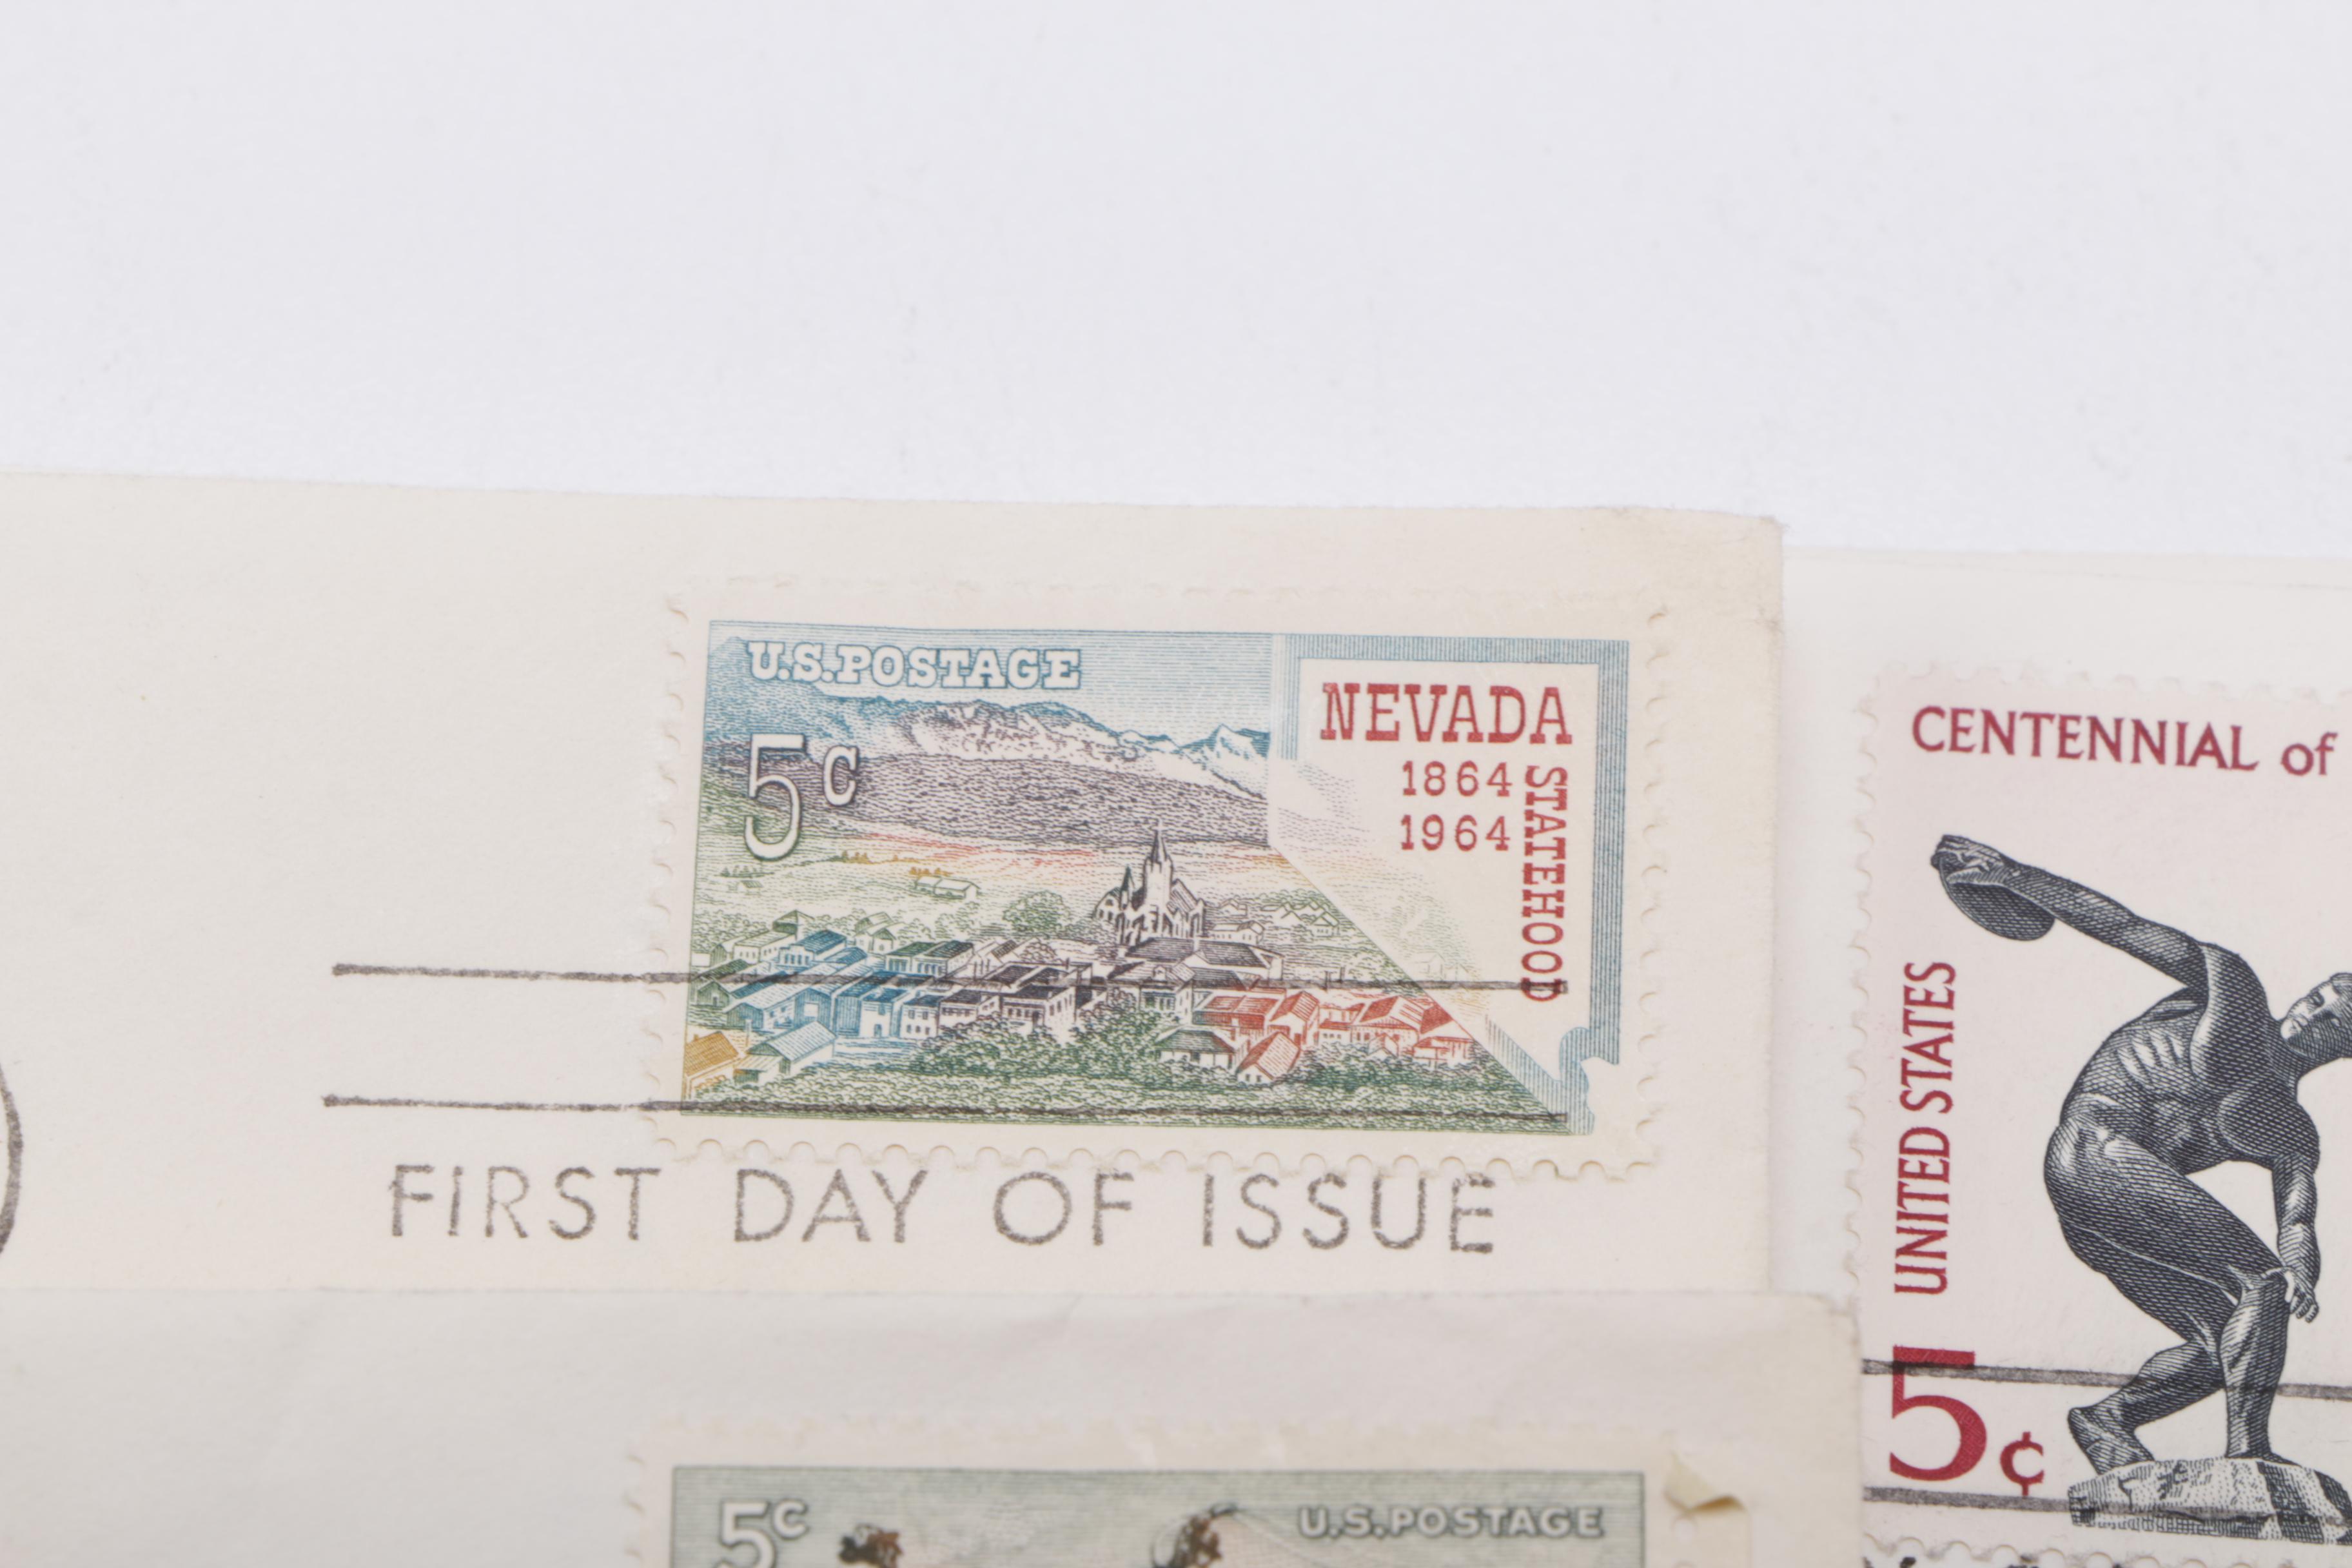 U.S.POSTAGE
5c
NEVADA
1864
1964
STATEHOOD
FIRST DAY OF ISSUE
CENTENNIAL of
UNITED STATES
5¢
5c
U.S.POSTAGE